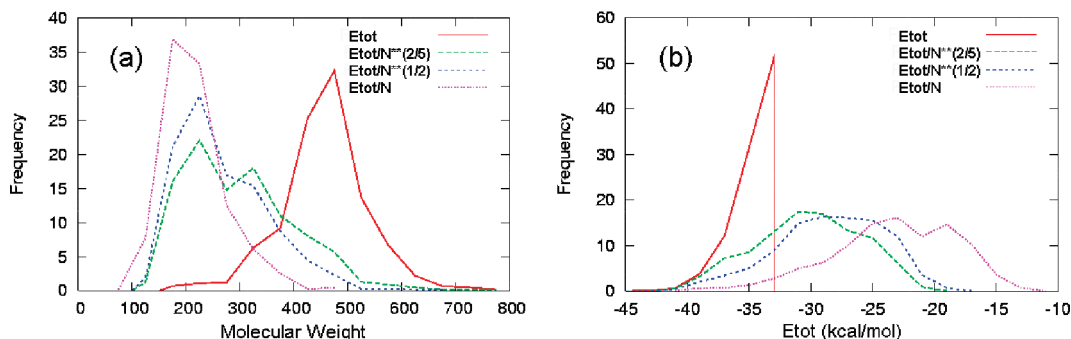 (a)
Etot
Etot/N**(2/5)
Etot/N**(1/2)
Etot/N
Frequency
40
35
30
25
20
15
10
5
0
0 100 200 300 400 500 600 700 800
Molecular Weight
(b)
Etot
Etot/N**(2/5)
Etot/N**(1/2)
Etot/N
Frequency
60
50
40
30
20
10
0
-45 -40 -35 -30 -25 -20 -15 -10
Etot (kcal/mol)